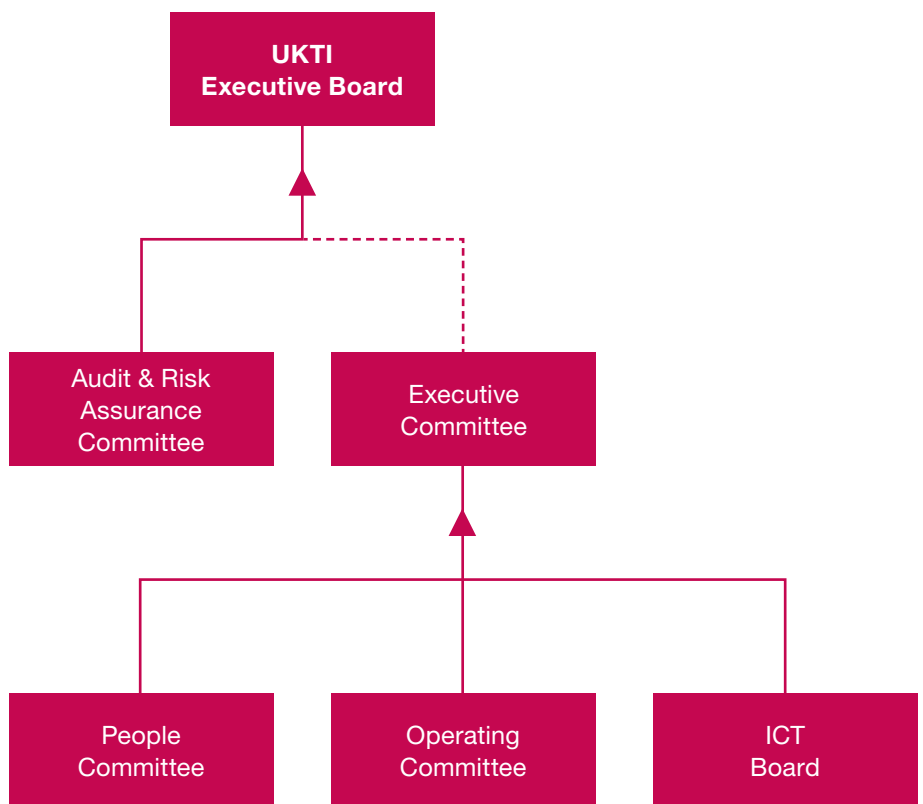 UKTI
Executive Board
Audit & Risk
Assurance
Committee
Executive
Committee
People
Committee
Operating
Committee
ICT
Board